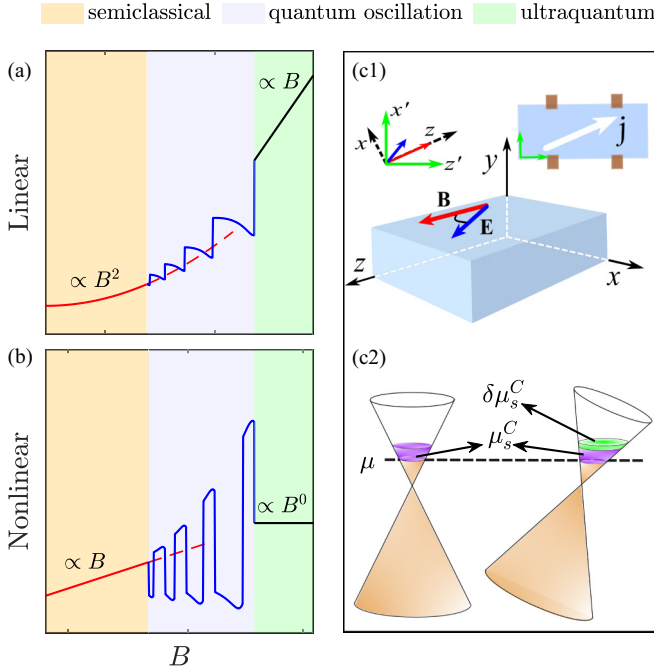 semiclassical quantum oscillation ultraquantum
(a)
∝ B
∝ B²
Linear
(b)
∝ B⁰
∝ B
Nonlinear
B
(c1)
x′
x
z
z′
j
y
B
E
z
x
(c2)
δμ_s^C
μ_s^C
μ